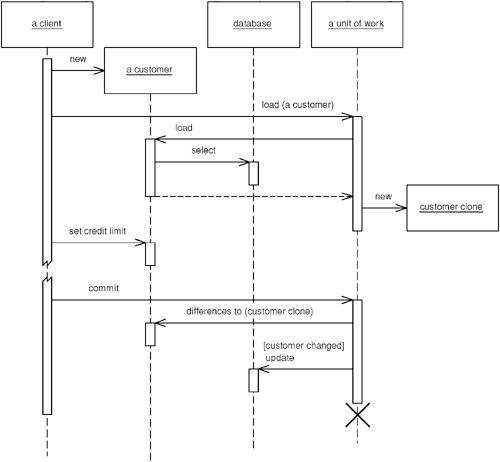 a client
database
a unit of work
new
a customer
load (a customer)
load
select
new
customer clone
set credit limit
commit
differences to (customer clone)
[customer changed]
update